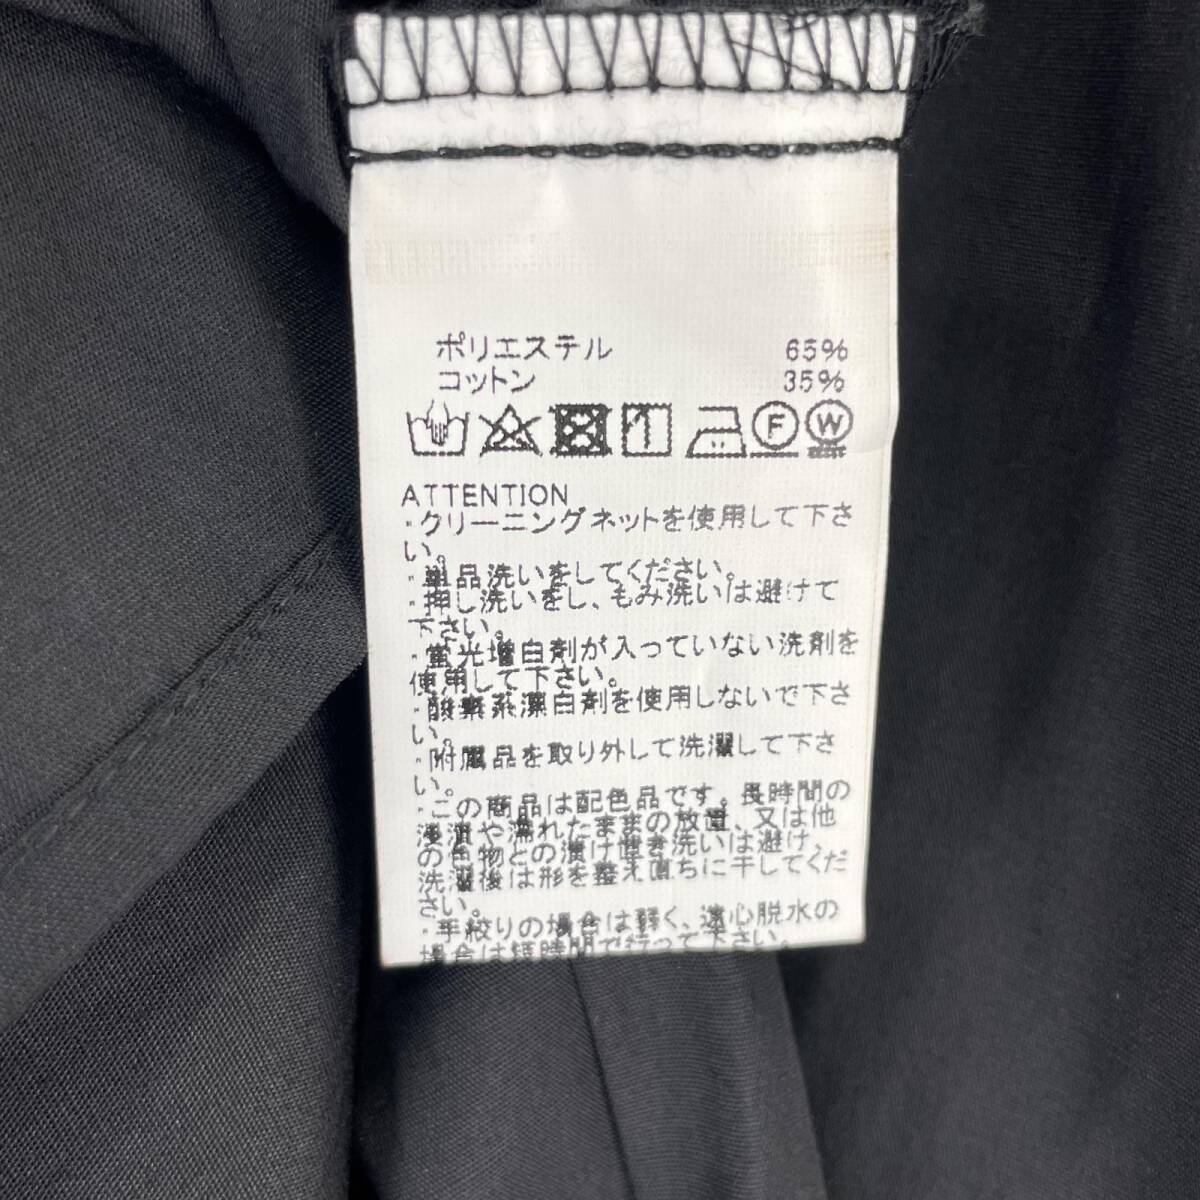 ポリエステル 65%
コットン 35%
F W
ATTENTION
・クリーニングネットを使用して下さ
い。
・単品洗いをしてください。
・押し洗いをし、もみ洗いは避けて
下さい。
・蛍光増白剤が入っていない洗剤を
使用して下さい。
・酸素系漂白剤を使用しないで下さ
い。
・附属品を取り外して洗濯して下さ
い。
・この商品は配色品です。長時間の
浸漬や濡れたままの放置、又は他
の色物との漬け置き洗いは避け、
洗濯後は形を整え直ちに干してくだ
さい。
・手絞りの場合は弱く、遠心脱水の
場合は短時間で行って下さい。